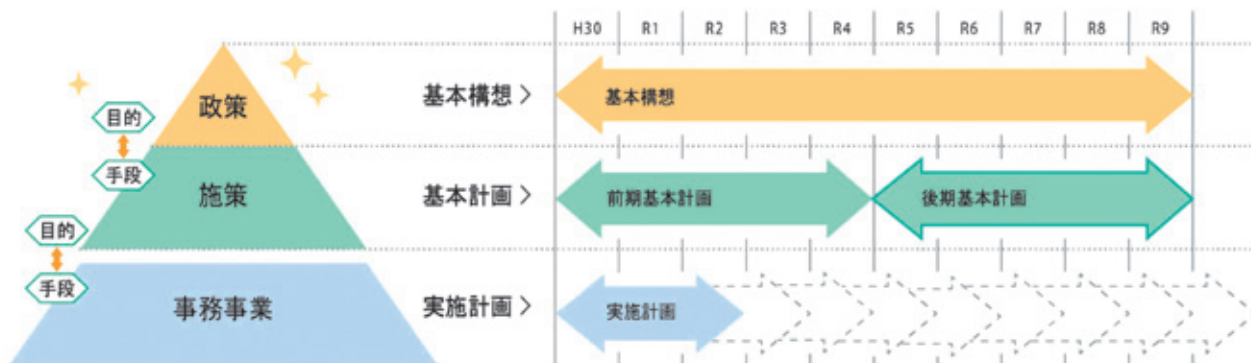 H30 R1 R2 R3 R4 R5 R6 R7 R8 R9
政策
基本構想 >
基本構想
目的
手段
施策
基本計画 >
前期基本計画
後期基本計画
目的
手段
事務事業
実施計画 >
実施計画